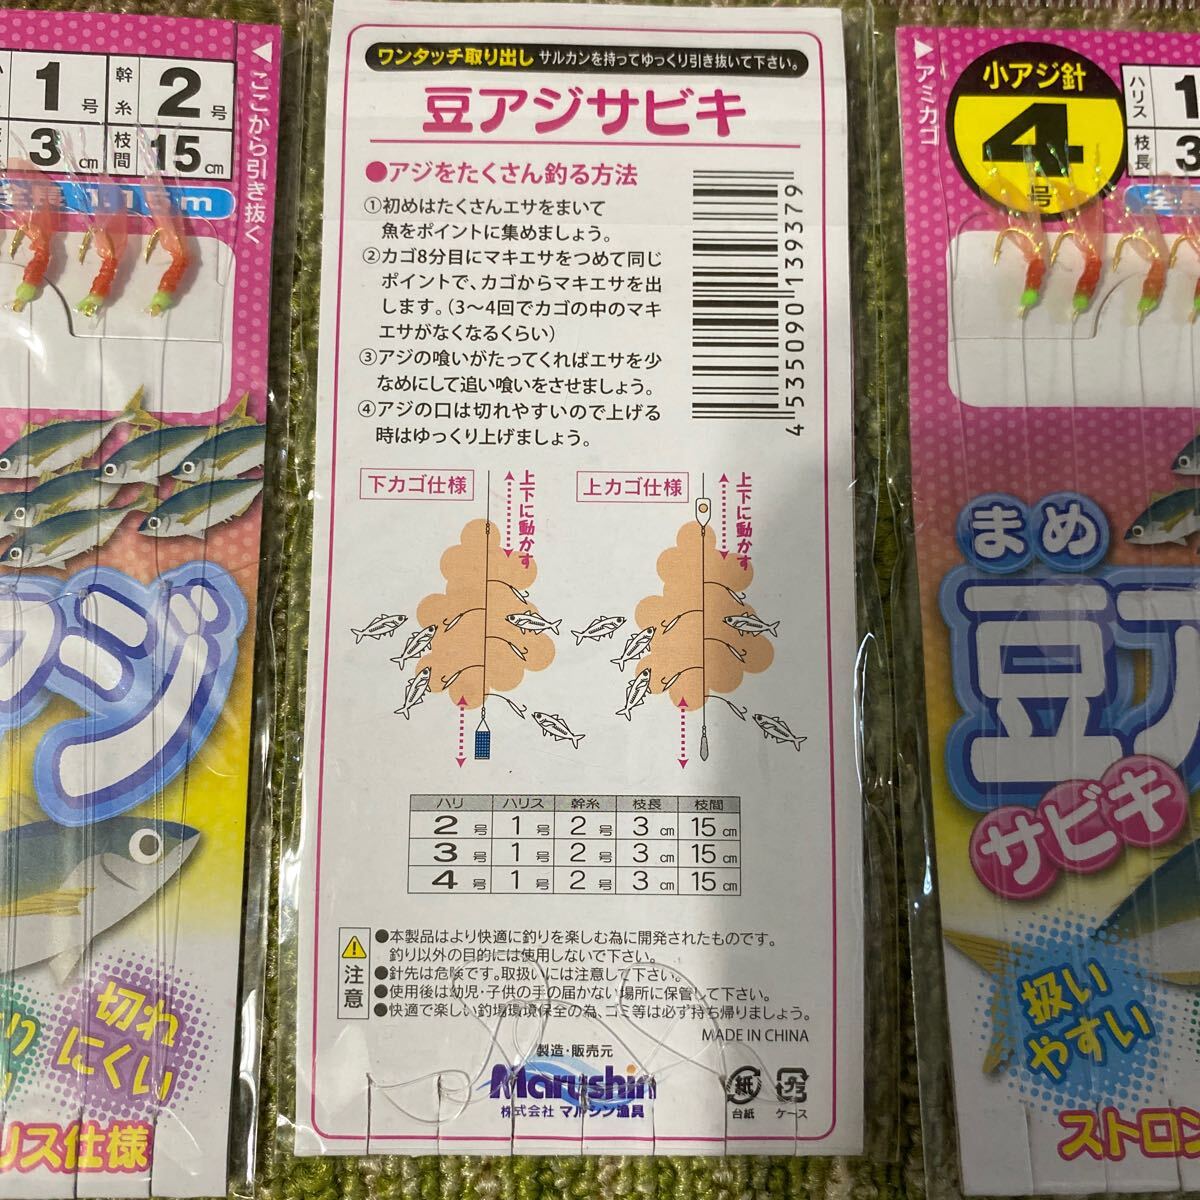 1号
幹糸
2号
3cm
枝間
15cm
全長 1.15m
ここから引き抜く
アジ
切れにくい
リス仕様
ワンタッチ取り出し サルカンを持ってゆっくり引き抜いて下さい。
豆アジサビキ
●アジをたくさん釣る方法
①初めはたくさんエサをまいて
魚をポイントに集めましょう。
②カゴ8分目にマキエサをつめて同じ
ポイントで、カゴからマキエサを出
します。(3〜4回でカゴの中のマキ
エサがなくなるくらい)
③アジの喰いがたってくればエサを少
なめにして追い喰いをさせましょう。
④アジの口は切れやすいので上げる
時はゆっくり上げましょう。
4 535090 139379
下カゴ仕様
上下に動かす
上カゴ仕様
上下に動かす
ハリ ハリス 幹糸 枝長 枝間
2号 1号 2号 3cm 15cm
3号 1号 2号 3cm 15cm
4号 1号 2号 3cm 15cm
注意
●本製品はより快適に釣りを楽しむ為に開発されたものです。
釣り以外の目的には使用しないで下さい。
●針先は危険です。取扱いには注意して下さい。
●使用後は幼児・子供の手の届かない場所に保管して下さい。
●快適で楽しい釣場環境保全の為、ゴミ等は必ず持ち帰りましょう。
MADE IN CHINA
製造・販売元
Marushin
株式会社 マルシン漁具
紙
台紙
プラ
ケース
アミカゴ
小アジ針
4
号
ハリス
1
枝長
3
まめ
豆ア
サビキ
扱い
やすい
ストロン